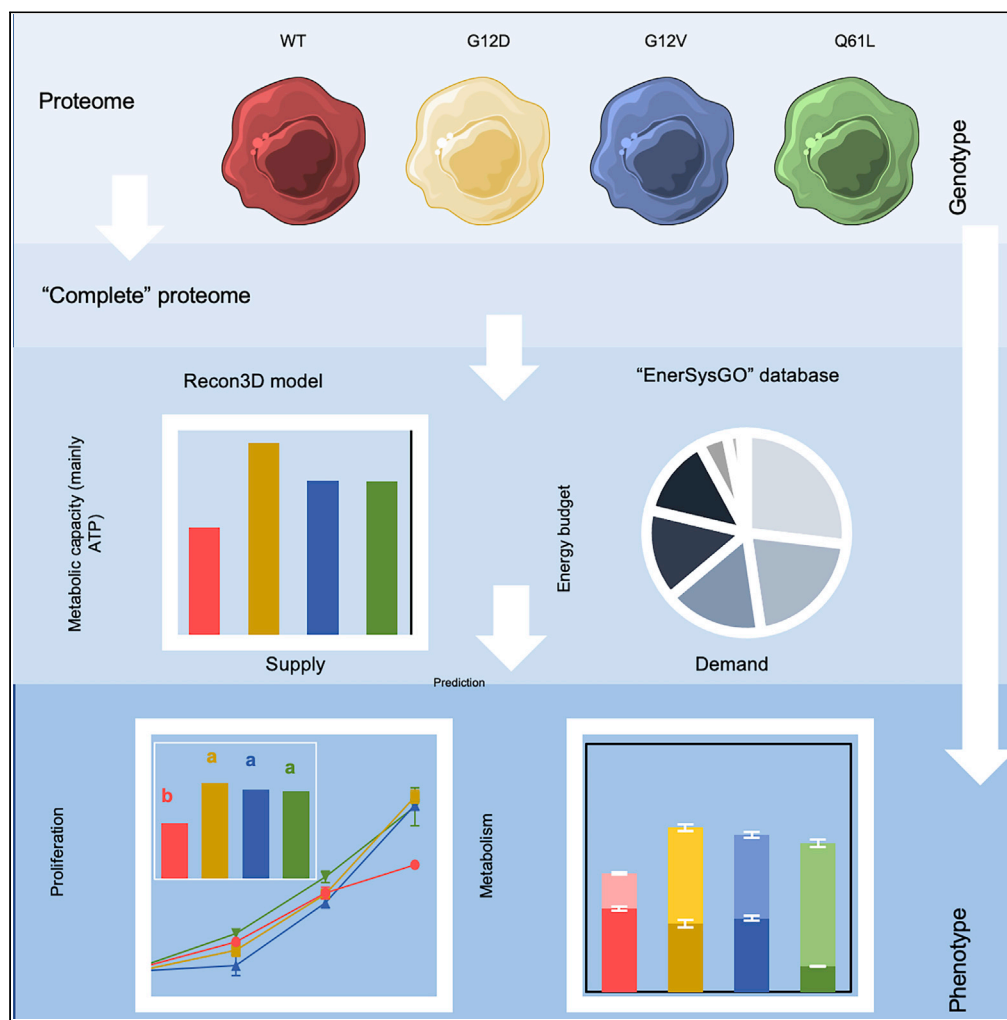 WT
G12D
G12V
Q61L
Proteome
Genotype
“Complete” proteome
Recon3D model
“EnerSysGO” database
Metabolic capacity (mainly
ATP)
Energy budget
Supply
Demand
Prediction
b
a
a
a
Proliferation
Metabolism
Phenotype